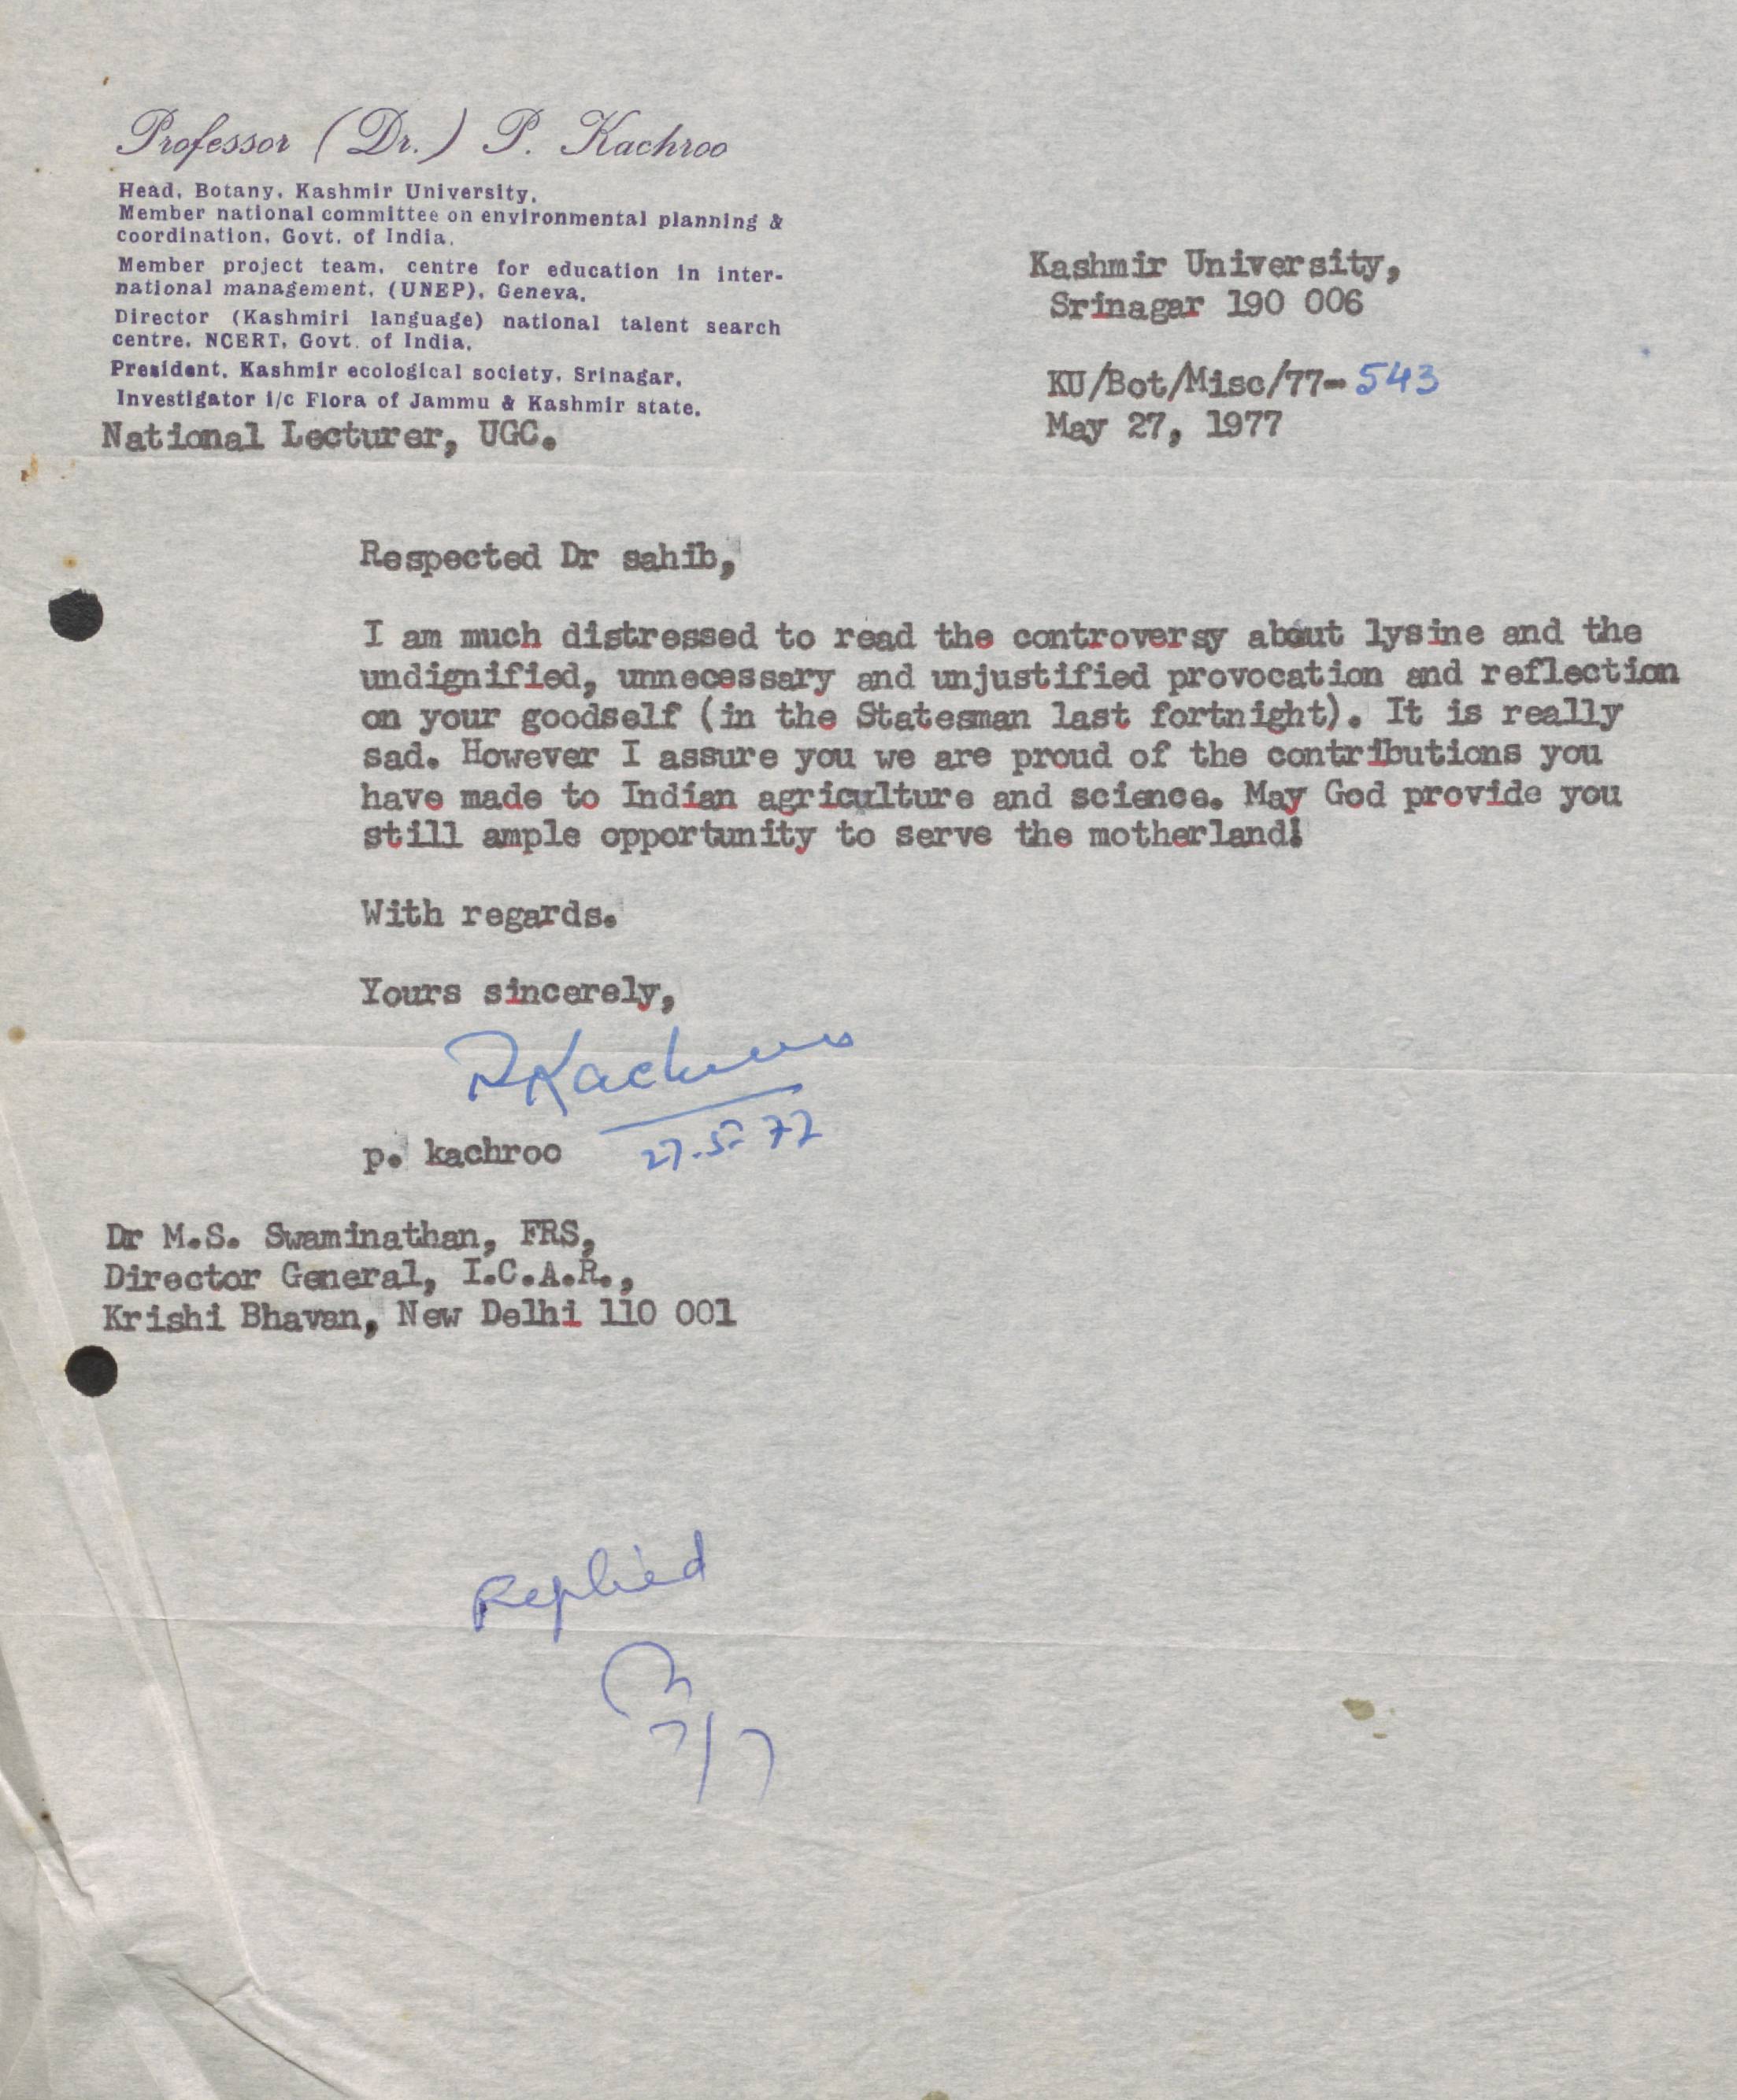 Professor (Dr.) P. Kachroo
Head, Botany, Kashmir University,
Member national committee on environmental planning &
coordination, Govt. of India.
Member project team, centre for education in inter-
national management, (UNEP), Geneva.
Director (Kashmiri language) national talent search
centre, NCERT, Govt. of India.
President, Kashmir ecological society, Srinagar.
Investigator i/c Flora of Jammu & Kashmir state.
National Lecturer, UGC.
Kashmir University,
Srinagar 190 006
KU/Bot/Misc/77-543
May 27, 1977
Respected Dr sahib,
I am much distressed to read the controversy about lysine and the
undignified, unnecessary and unjustified provocation and reflection
on your goodself (in the Statesman last fortnight). It is really
sad. However I assure you we are proud of the contributions you
have made to Indian agriculture and science. May God provide you
still ample opportunity to serve the motherland!
With regards.
Yours sincerely,
PKachroo
27.5.77
p. kachroo
Dr M.S. Swaminathan, FRS,
Director General, I.C.A.R.,
Krishi Bhavan, New Delhi 110 001
Replied
7/7